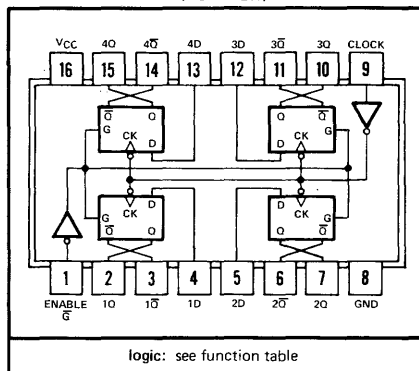 VCC 4Q 4Q̅ 4D 3D 3Q̅ 3Q CLOCK
16 15 14 13 12 11 10 9
Q̅ Q Q Q̅
G G
CK CK
D D
D D
CK CK
G G
Q̅ Q Q Q̅
1 2 3 4 5 6 7 8
ENABLE 1Q 1Q̅ 1D 2D 2Q̅ 2Q GND
G̅
logic: see function table